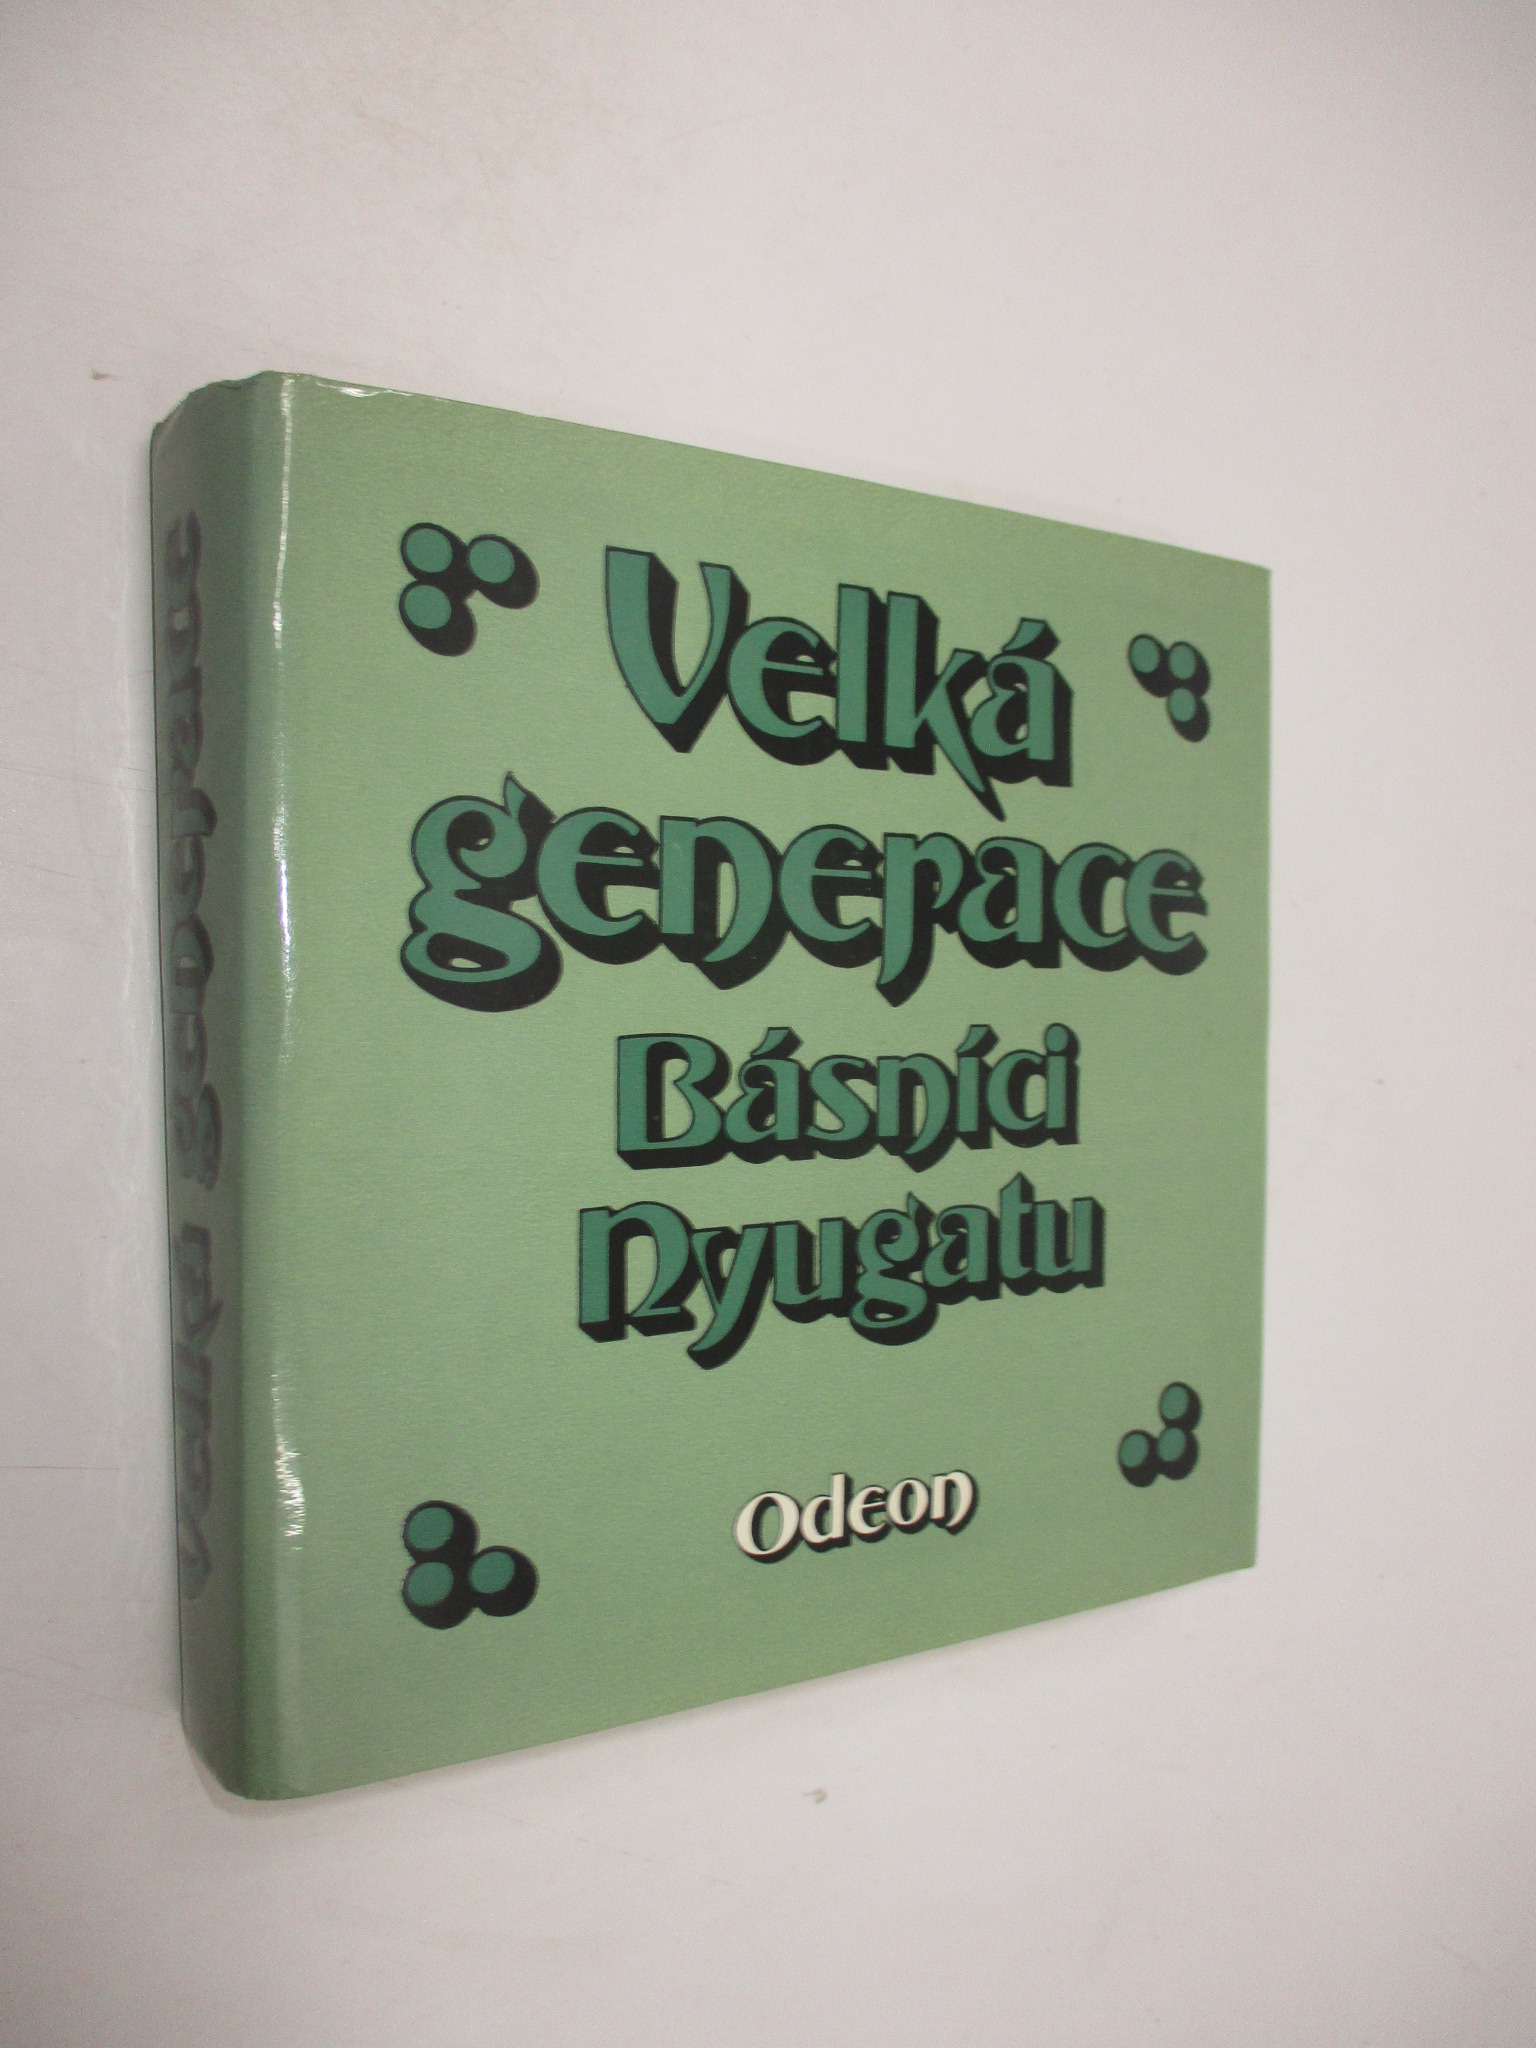 Velká
generace
Básníci
Nyugatu
Odeon
Velká generace